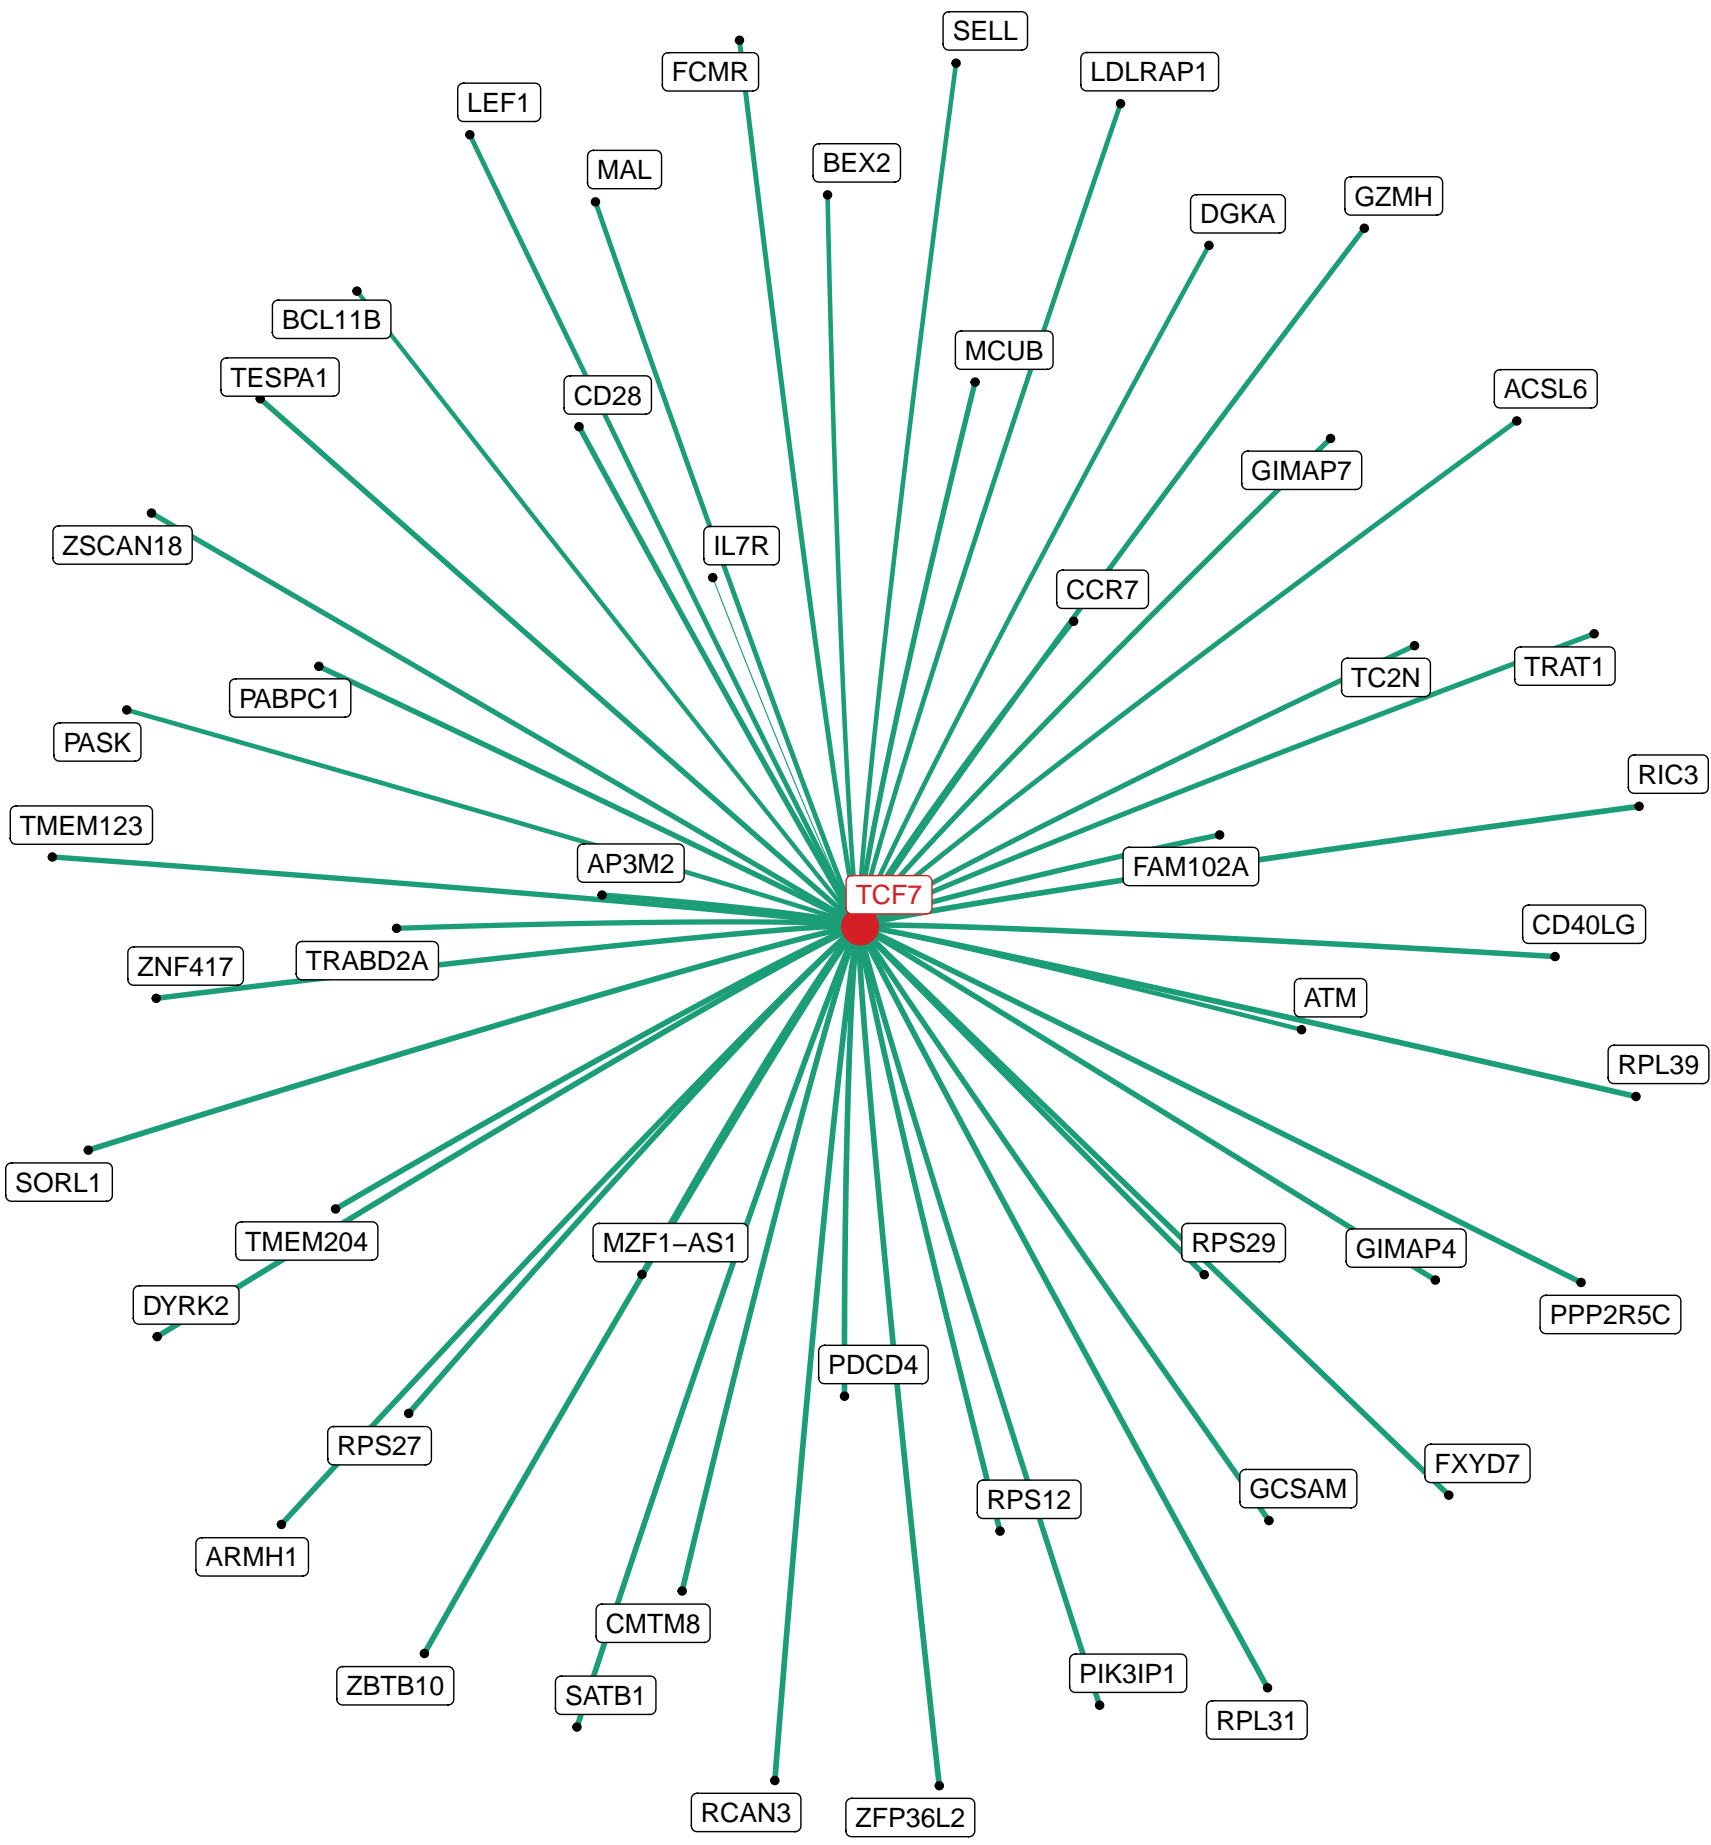 SELL
FCMR
LDLRAP1
LEF1
BEX2
MAL
GZMH
DGKA
BCL11B
MCUB
TESPA1
ACSL6
CD28
GIMAP7
ZSCAN18
IL7R
CCR7
TRAT1
TC2N
PABPC1
PASK
RIC3
TMEM123
AP3M2
FAM102A
TCF7
CD40LG
TRABD2A
ZNF417
ATM
RPL39
SORL1
TMEM204
MZF1−AS1
RPS29
GIMAP4
DYRK2
PPP2R5C
PDCD4
RPS27
FXYD7
GCSAM
RPS12
ARMH1
CMTM8
PIK3IP1
ZBTB10
SATB1
RPL31
RCAN3
ZFP36L2